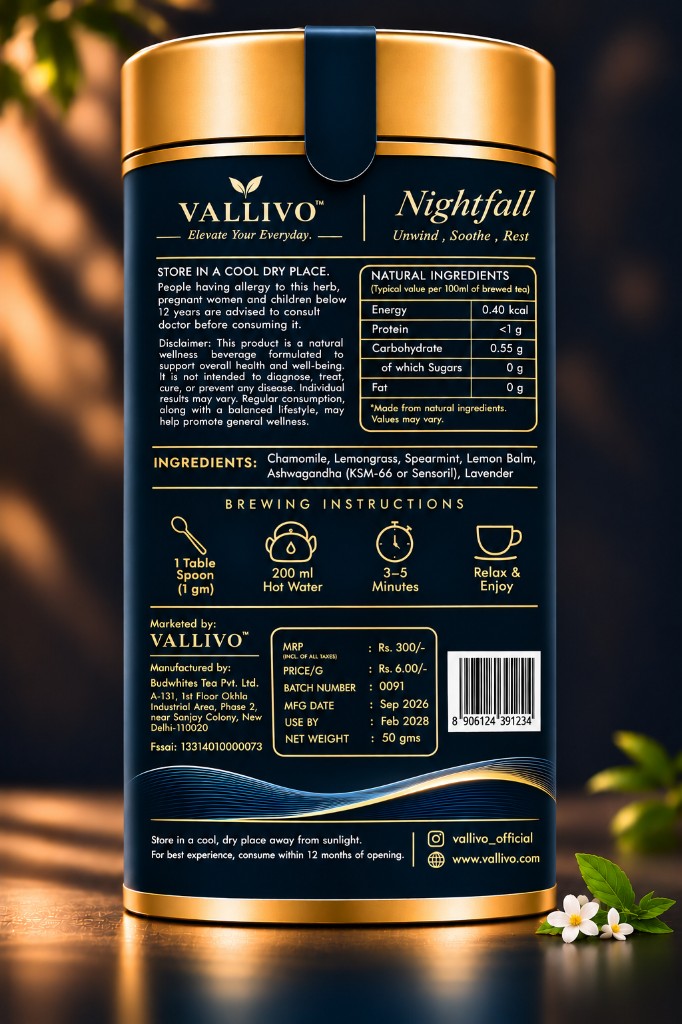 VALLIVO™
Elevate Your Everyday.
Nightfall
Unwind , Soothe , Rest
STORE IN A COOL DRY PLACE.
People having allergy to this herb,
pregnant women and children below
12 years are advised to consult
doctor before consuming it.
Disclaimer: This product is a natural
wellness beverage formulated to
support overall health and well-being.
It is not intended to diagnose, treat,
cure, or prevent any disease. Individual
results may vary. Regular consumption,
along with a balanced lifestyle, may
help promote general wellness.
NATURAL INGREDIENTS
(Typical value per 100ml of brewed tea)
Energy 0.40 kcal
Protein <1 g
Carbohydrate 0.55 g
of which Sugars 0 g
Fat 0 g
*Made from natural ingredients.
Values may vary.
INGREDIENTS: Chamomile, Lemongrass, Spearmint, Lemon Balm,
Ashwagandha (KSM-66 or Sensoril), Lavender
BREWING INSTRUCTIONS
1 Table
Spoon
(1 gm)
200 ml
Hot Water
3–5
Minutes
Relax &
Enjoy
Marketed by:
VALLIVO™
Manufactured by:
Budwhites Tea Pvt. Ltd.
A-131, 1st Floor Okhla
Industrial Area, Phase 2,
near Sanjay Colony, New
Delhi-110020
Fssai: 13314010000073
MRP : Rs. 300/-
(INCL. OF ALL TAXES)
PRICE/G : Rs. 6.00/-
BATCH NUMBER : 0091
MFG DATE : Sep 2026
USE BY : Feb 2028
NET WEIGHT : 50 gms
8 906124 391234
Store in a cool, dry place away from sunlight.
For best experience, consume within 12 months of opening.
vallivo_official
www.vallivo.com